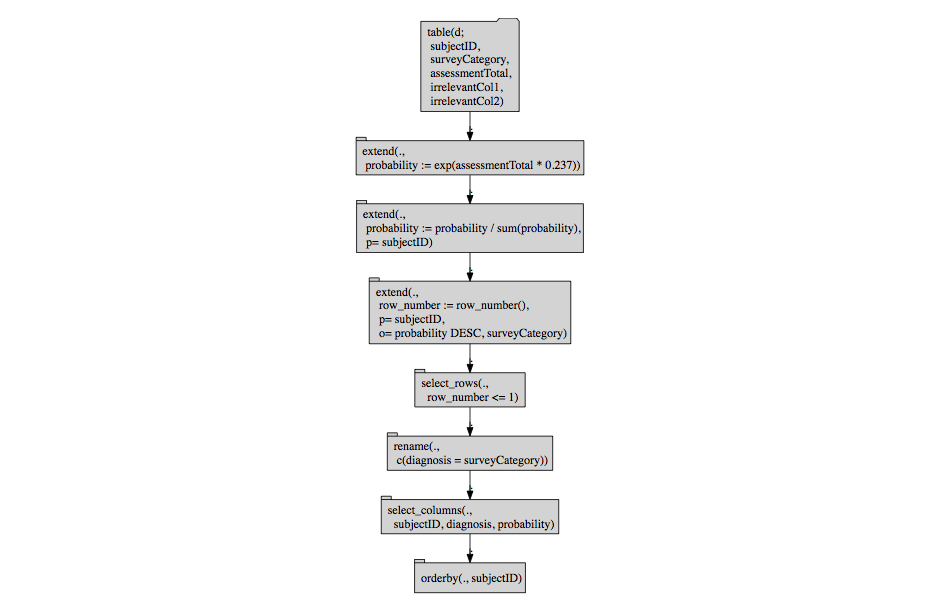 table(d;
subjectID,
surveyCategory,
assessmentTotal,
irrelevantCol1,
irrelevantCol2)
extend(.,
probability := exp(assessmentTotal * 0.237))
extend(.,
probability := probability / sum(probability),
p= subjectID)
extend(.,
row_number := row_number(),
p= subjectID,
o= probability DESC, surveyCategory)
select_rows(.,
row_number <= 1)
rename(.,
c(diagnosis = surveyCategory))
select_columns(.,
subjectID, diagnosis, probability)
orderby(., subjectID)